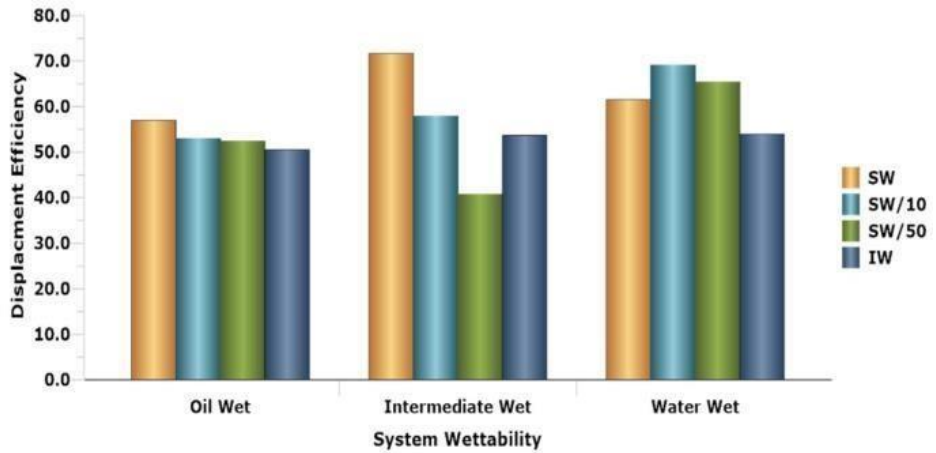 80.0
70.0
60.0
50.0
40.0
30.0
20.0
10.0
0.0
Displacment Efficiency
Oil Wet
Intermediate Wet
Water Wet
System Wettability
SW
SW/10
SW/50
IW